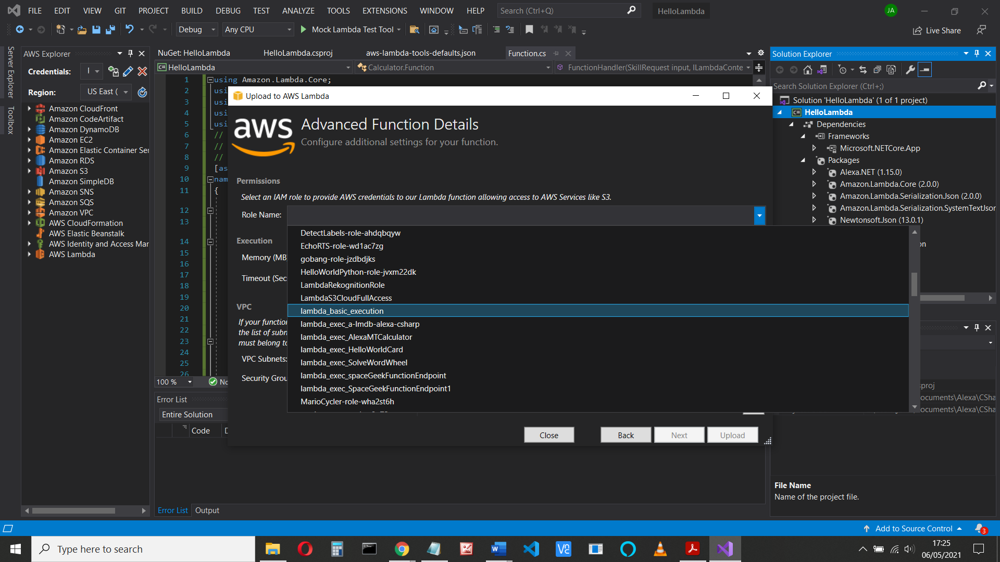 FILE EDIT VIEW GIT PROJECT BUILD DEBUG TEST ANALYZE TOOLS EXTENSIONS WINDOW HELP Search (Ctrl+Q) HelloLambda JA
Debug Any CPU Mock Lambda Test Tool Live Share
Server Explorer
Toolbox
AWS Explorer
Credentials:
Region: US East (
Amazon CloudFront
Amazon CodeArtifact
Amazon DynamoDB
Amazon EC2
Amazon Elastic Container Ser
Amazon RDS
Amazon S3
Amazon SimpleDB
Amazon SNS
Amazon SQS
Amazon VPC
AWS CloudFormation
AWS Elastic Beanstalk
AWS Identity and Access Mar
AWS Lambda
NuGet: HelloLambda HelloLambda.csproj aws-lambda-tools-defaults.json Function.cs
C# HelloLambda Calculator.Function FunctionHandler(SkillRequest input, ILambdaConte
1 using Amazon.Lambda.Core;
2 usi
3 usi
4 usi
5 usi
6 //
7 //
8 //
9 [as
10 nam
11 {
12
13
14
15
16
17
18
19
20
21
22
23
24
25
26
100 % No
Upload to AWS Lambda
aws
Advanced Function Details
Configure additional settings for your function.
Permissions
Select an IAM role to provide AWS credentials to our Lambda function allowing access to AWS Services like S3.
Role Name:
DetectLabels-role-ahdqbqyw
EchoRTS-role-wd1ac7zg
gobang-role-jzdbdjks
HelloWorldPython-role-jvxm22dk
LambdaRekognitionRole
LambdaS3CloudFullAccess
lambda_basic_execution
lambda_exec_a-lmdb-alexa-csharp
lambda_exec_AlexaMTCalculator
lambda_exec_HelloWorldCard
lambda_exec_SolveWordWheel
lambda_exec_spaceGeekFunctionEndpoint
lambda_exec_SpaceGeekFunctionEndpoint1
MarioCycler-role-wha2st6h
Execution
Memory (MB
Timeout (Sec
VPC
If your function
the list of subn
must belong to
VPC Subnets:
Security Grou
Close Back Next Upload
Error List
Entire Solution
Code D
Error List Output
Solution Explorer
Search Solution Explorer (Ctrl+;)
Solution 'HelloLambda' (1 of 1 project)
C# HelloLambda
Dependencies
Frameworks
Microsoft.NETCore.App
Packages
Alexa.NET (1.15.0)
Amazon.Lambda.Core (2.0.0)
Amazon.Lambda.Serialization.Json (2.0.0)
Amazon.Lambda.Serialization.SystemTextJsor
Newtonsoft.Json (13.0.1)
on
sproj
ocuments\Alexa\CSha
ocuments\Alexa\CSha
File Name
Name of the project file.
Add to Source Control 3
Type here to search
17:25
06/05/2021